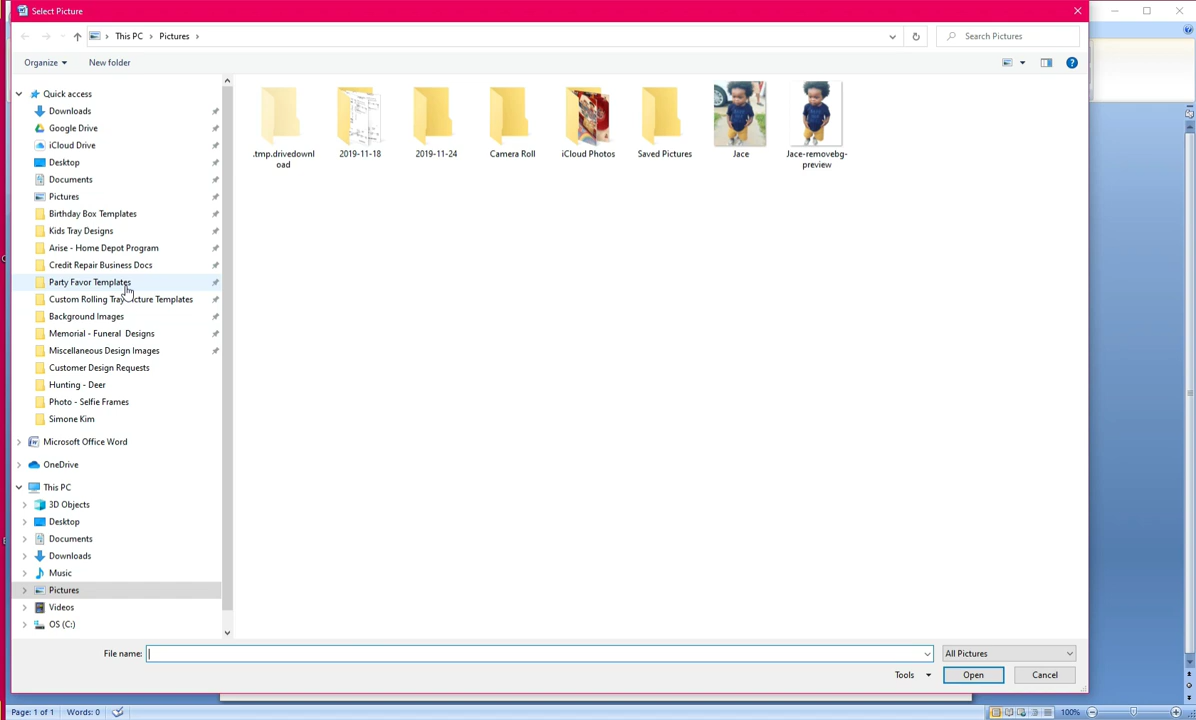 Select Picture
This PC
Pictures
Search Pictures
Organize
New folder
Quick access
Downloads
Google Drive
iCloud Drive
Desktop
Documents
Pictures
Birthday Box Templates
Kids Tray Designs
Arise - Home Depot Program
Credit Repair Business Docs
Party Favor Templates
Custom Rolling Templates
Background Images
Memorial - Funeral Designs
Miscellaneous Design Images
Customer Design Requests
Hunting - Deer
Photo - Selfie Frames
Simone Kim
Microsoft Office Word
OneDrive
This PC
3D Objects
Desktop
Documents
Downloads
Music
Pictures
Videos
OS (C:)
.tmp.drivedownl
oad
2019-11-18
2019-11-24
Camera Roll
iCloud Photos
Saved Pictures
Jace
Jace-removebg-
preview
File name:
All Pictures
Tools
Open
Cancel
Page: 1 of 1
Words: 0
100%